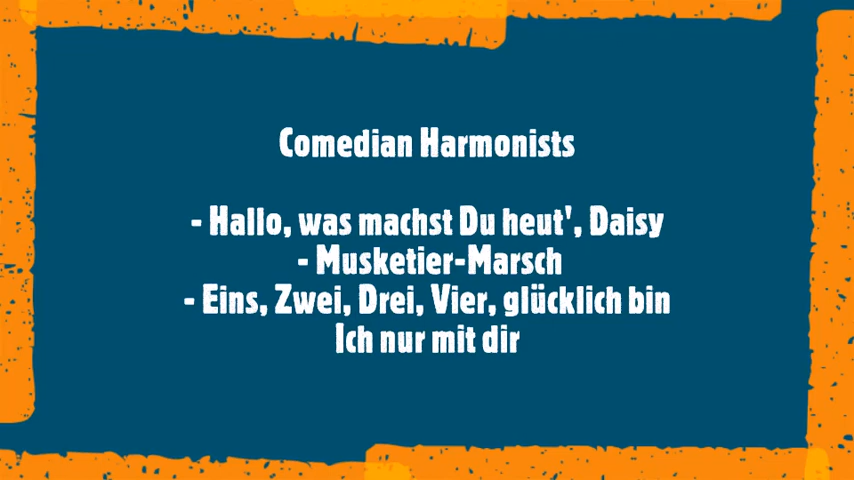 Comedian Harmonists
- Hallo, was machst Du heut', Daisy
- Musketier-Marsch
- Eins, Zwei, Drei, Vier, glücklich bin
Ich nur mit dir